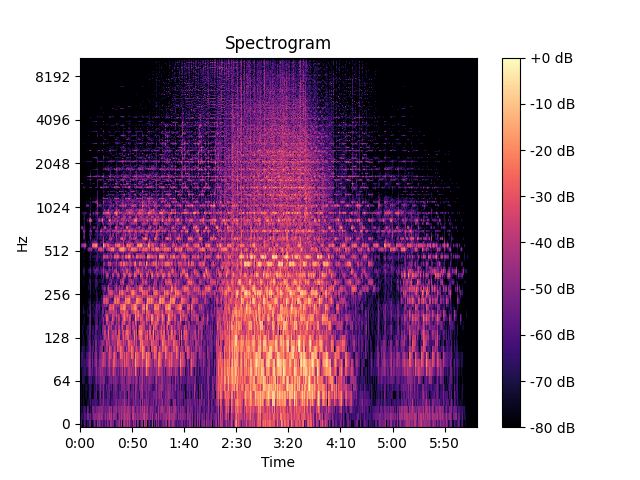 Spectrogram
Hz
8192
4096
2048
1024
512
256
128
64
0
0:00 0:50 1:40 2:30 3:20 4:10 5:00 5:50
Time
+0 dB
-10 dB
-20 dB
-30 dB
-40 dB
-50 dB
-60 dB
-70 dB
-80 dB